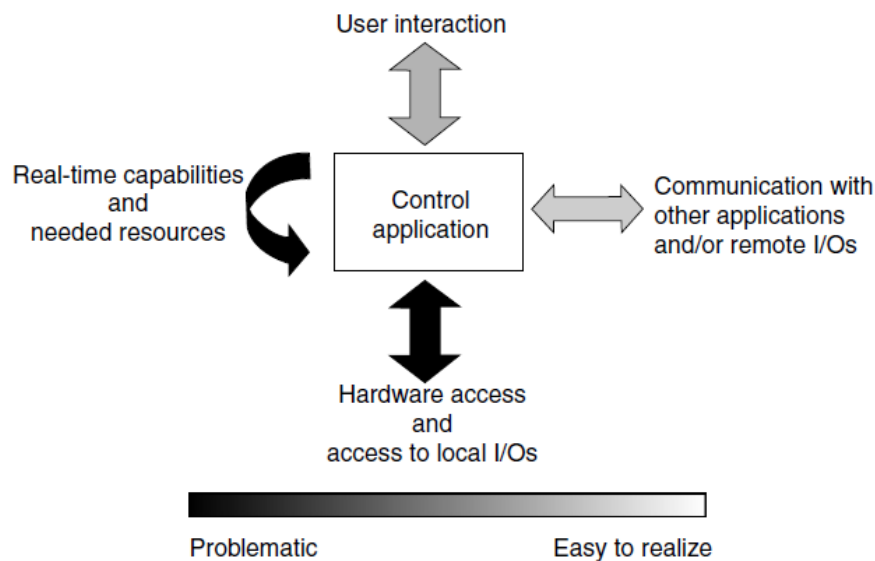 User interaction
Real-time capabilities
and
needed resources
Control
application
Communication with
other applications
and/or remote I/Os
Hardware access
and
access to local I/Os
Problematic
Easy to realize